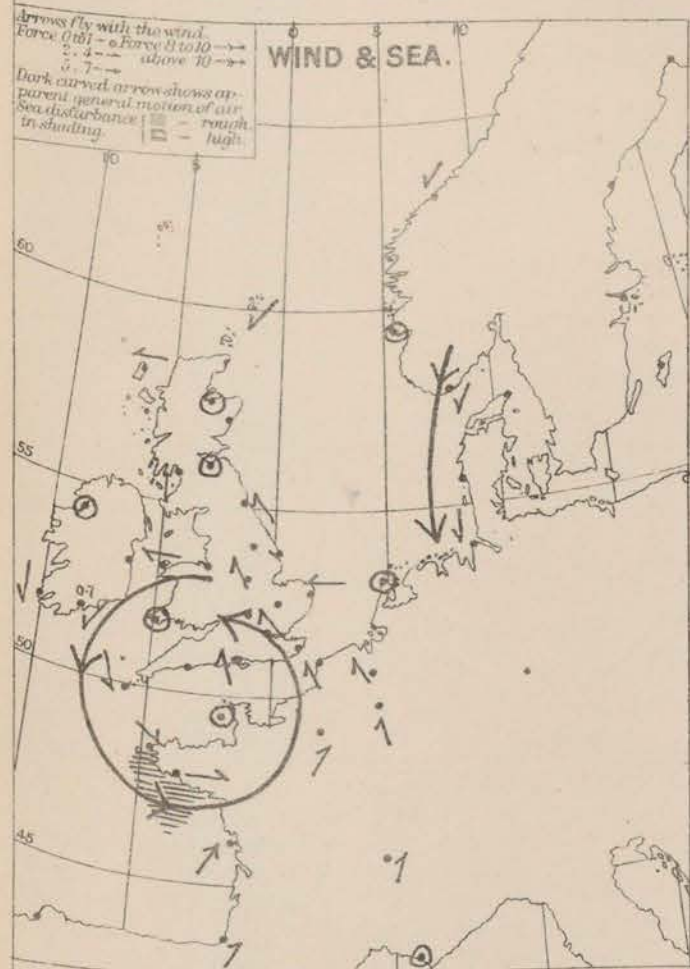 0 5 10
WIND & SEA.
Arrows fly with the wind.
Force 0 to 1 - Force 8 to 10
2, 4 - above 10
5, 7 -
Dark curved arrow shows ap-
parent general motion of air
Sea disturbance - rough.
in shading. - high.
10 5
60
55
0.7
50
45